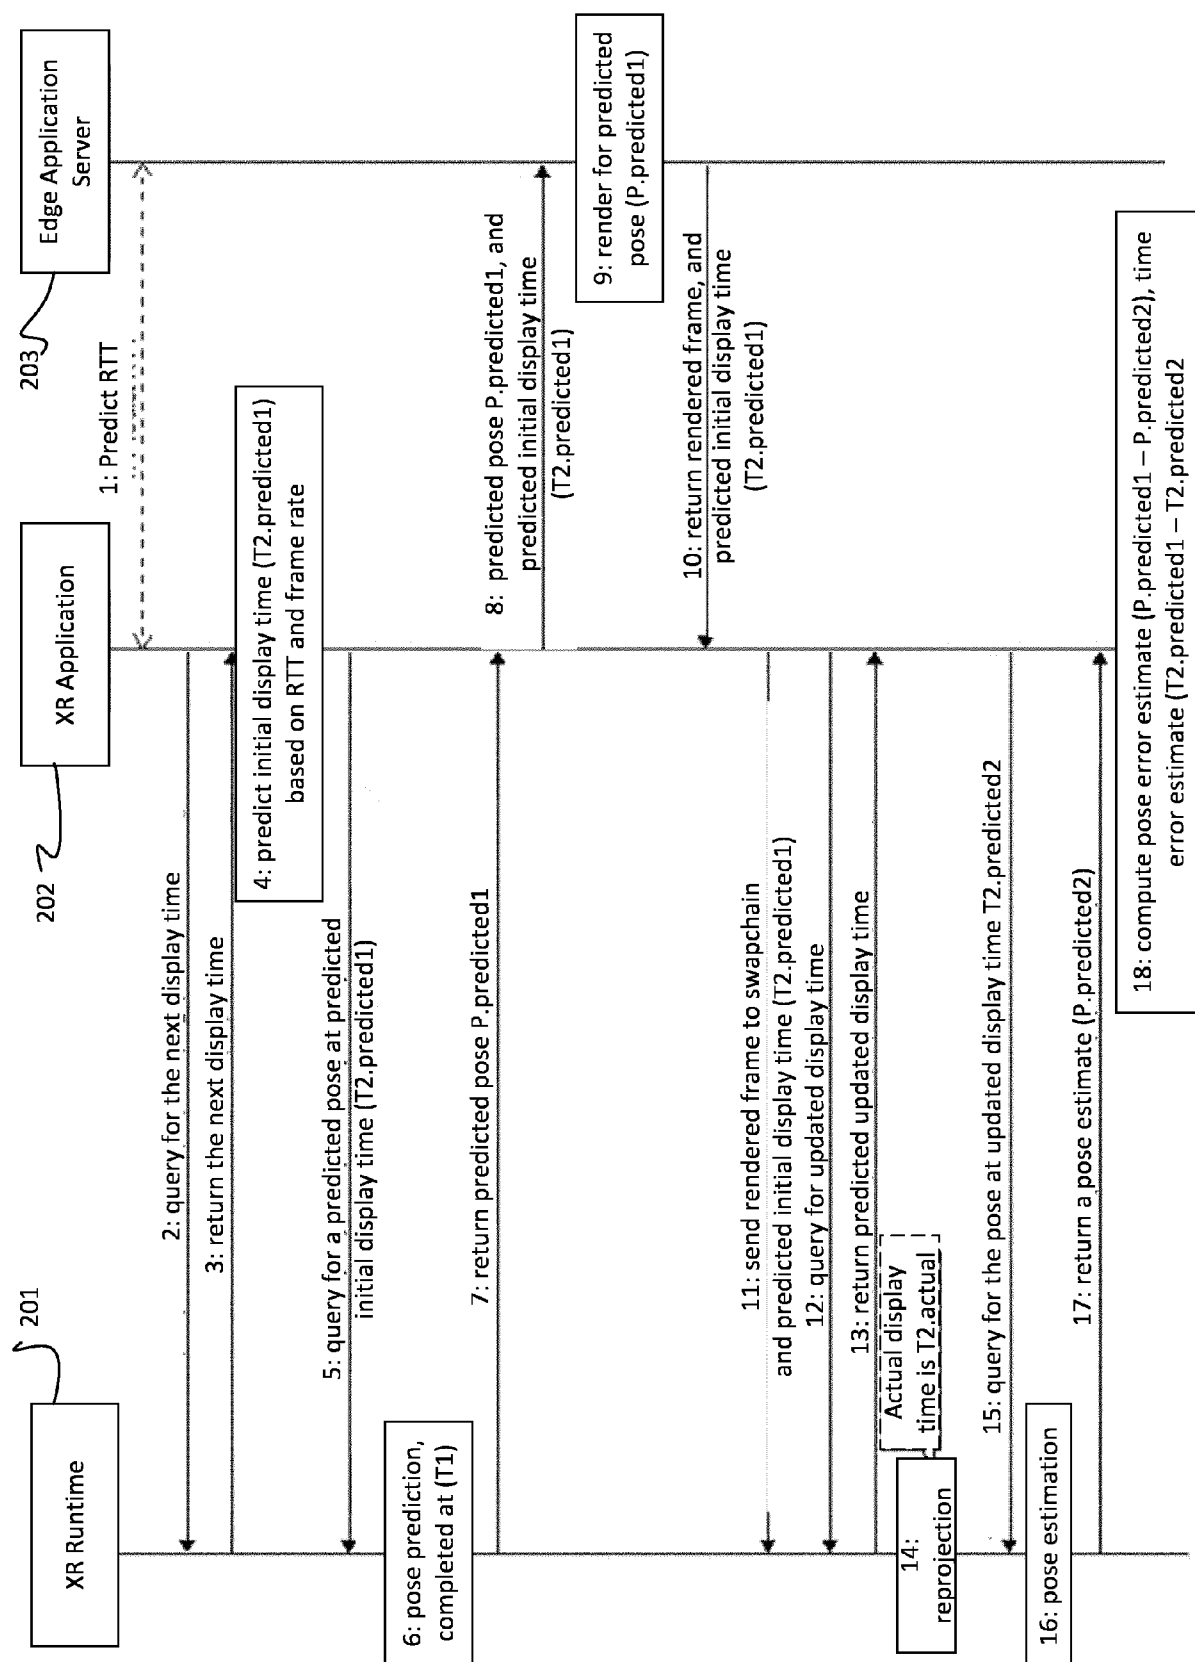 201
XR Runtime
202
XR Application
203
Edge Application
Server
1: Predict RTT
2: query for the next display time
3: return the next display time
4: predict initial display time (T2.predicted1)
based on RTT and frame rate
5: query for a predicted pose at predicted
initial display time (T2.predicted1)
6: pose prediction,
completed at (T1)
7: return predicted pose P.predicted1
8: predicted pose P.predicted1, and
predicted initial display time
(T2.predicted1)
9: render for predicted
pose (P.predicted1)
10: return rendered frame, and
predicted initial display time
(T2.predicted1)
11: send rendered frame to swapchain
and predicted initial display time (T2.predicted1)
12: query for updated display time
13: return predicted updated display time
Actual display
time is T2.actual
14:
reprojection
15: query for the pose at updated display time T2.predicted2
16: pose estimation
17: return a pose estimate (P.predicted2)
18: compute pose error estimate (P.predicted1 – P.predicted2), time
error estimate (T2.predicted1 – T2.predicted2